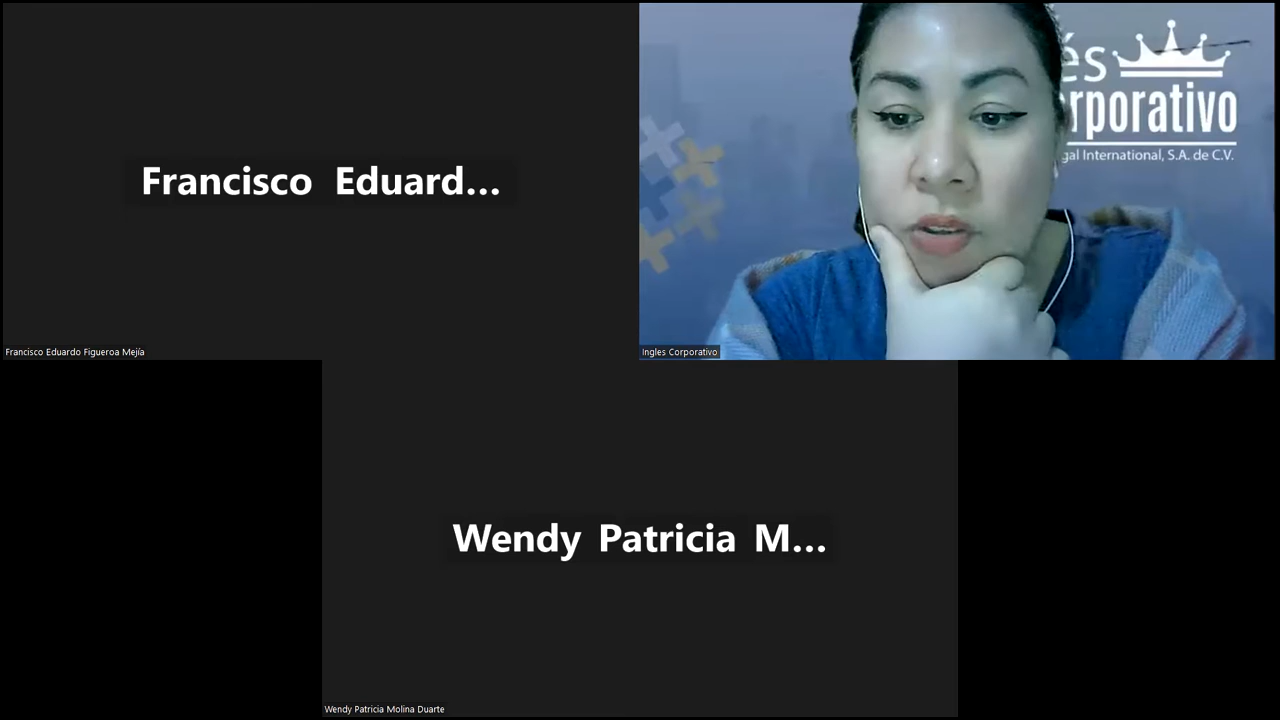 Francisco Eduard...
és
rporativo
gal International, S.A. de C.V.
Francisco Eduardo Figueroa Mejía
Ingles Corporativo
Wendy Patricia M...
Wendy Patricia Molina Duarte